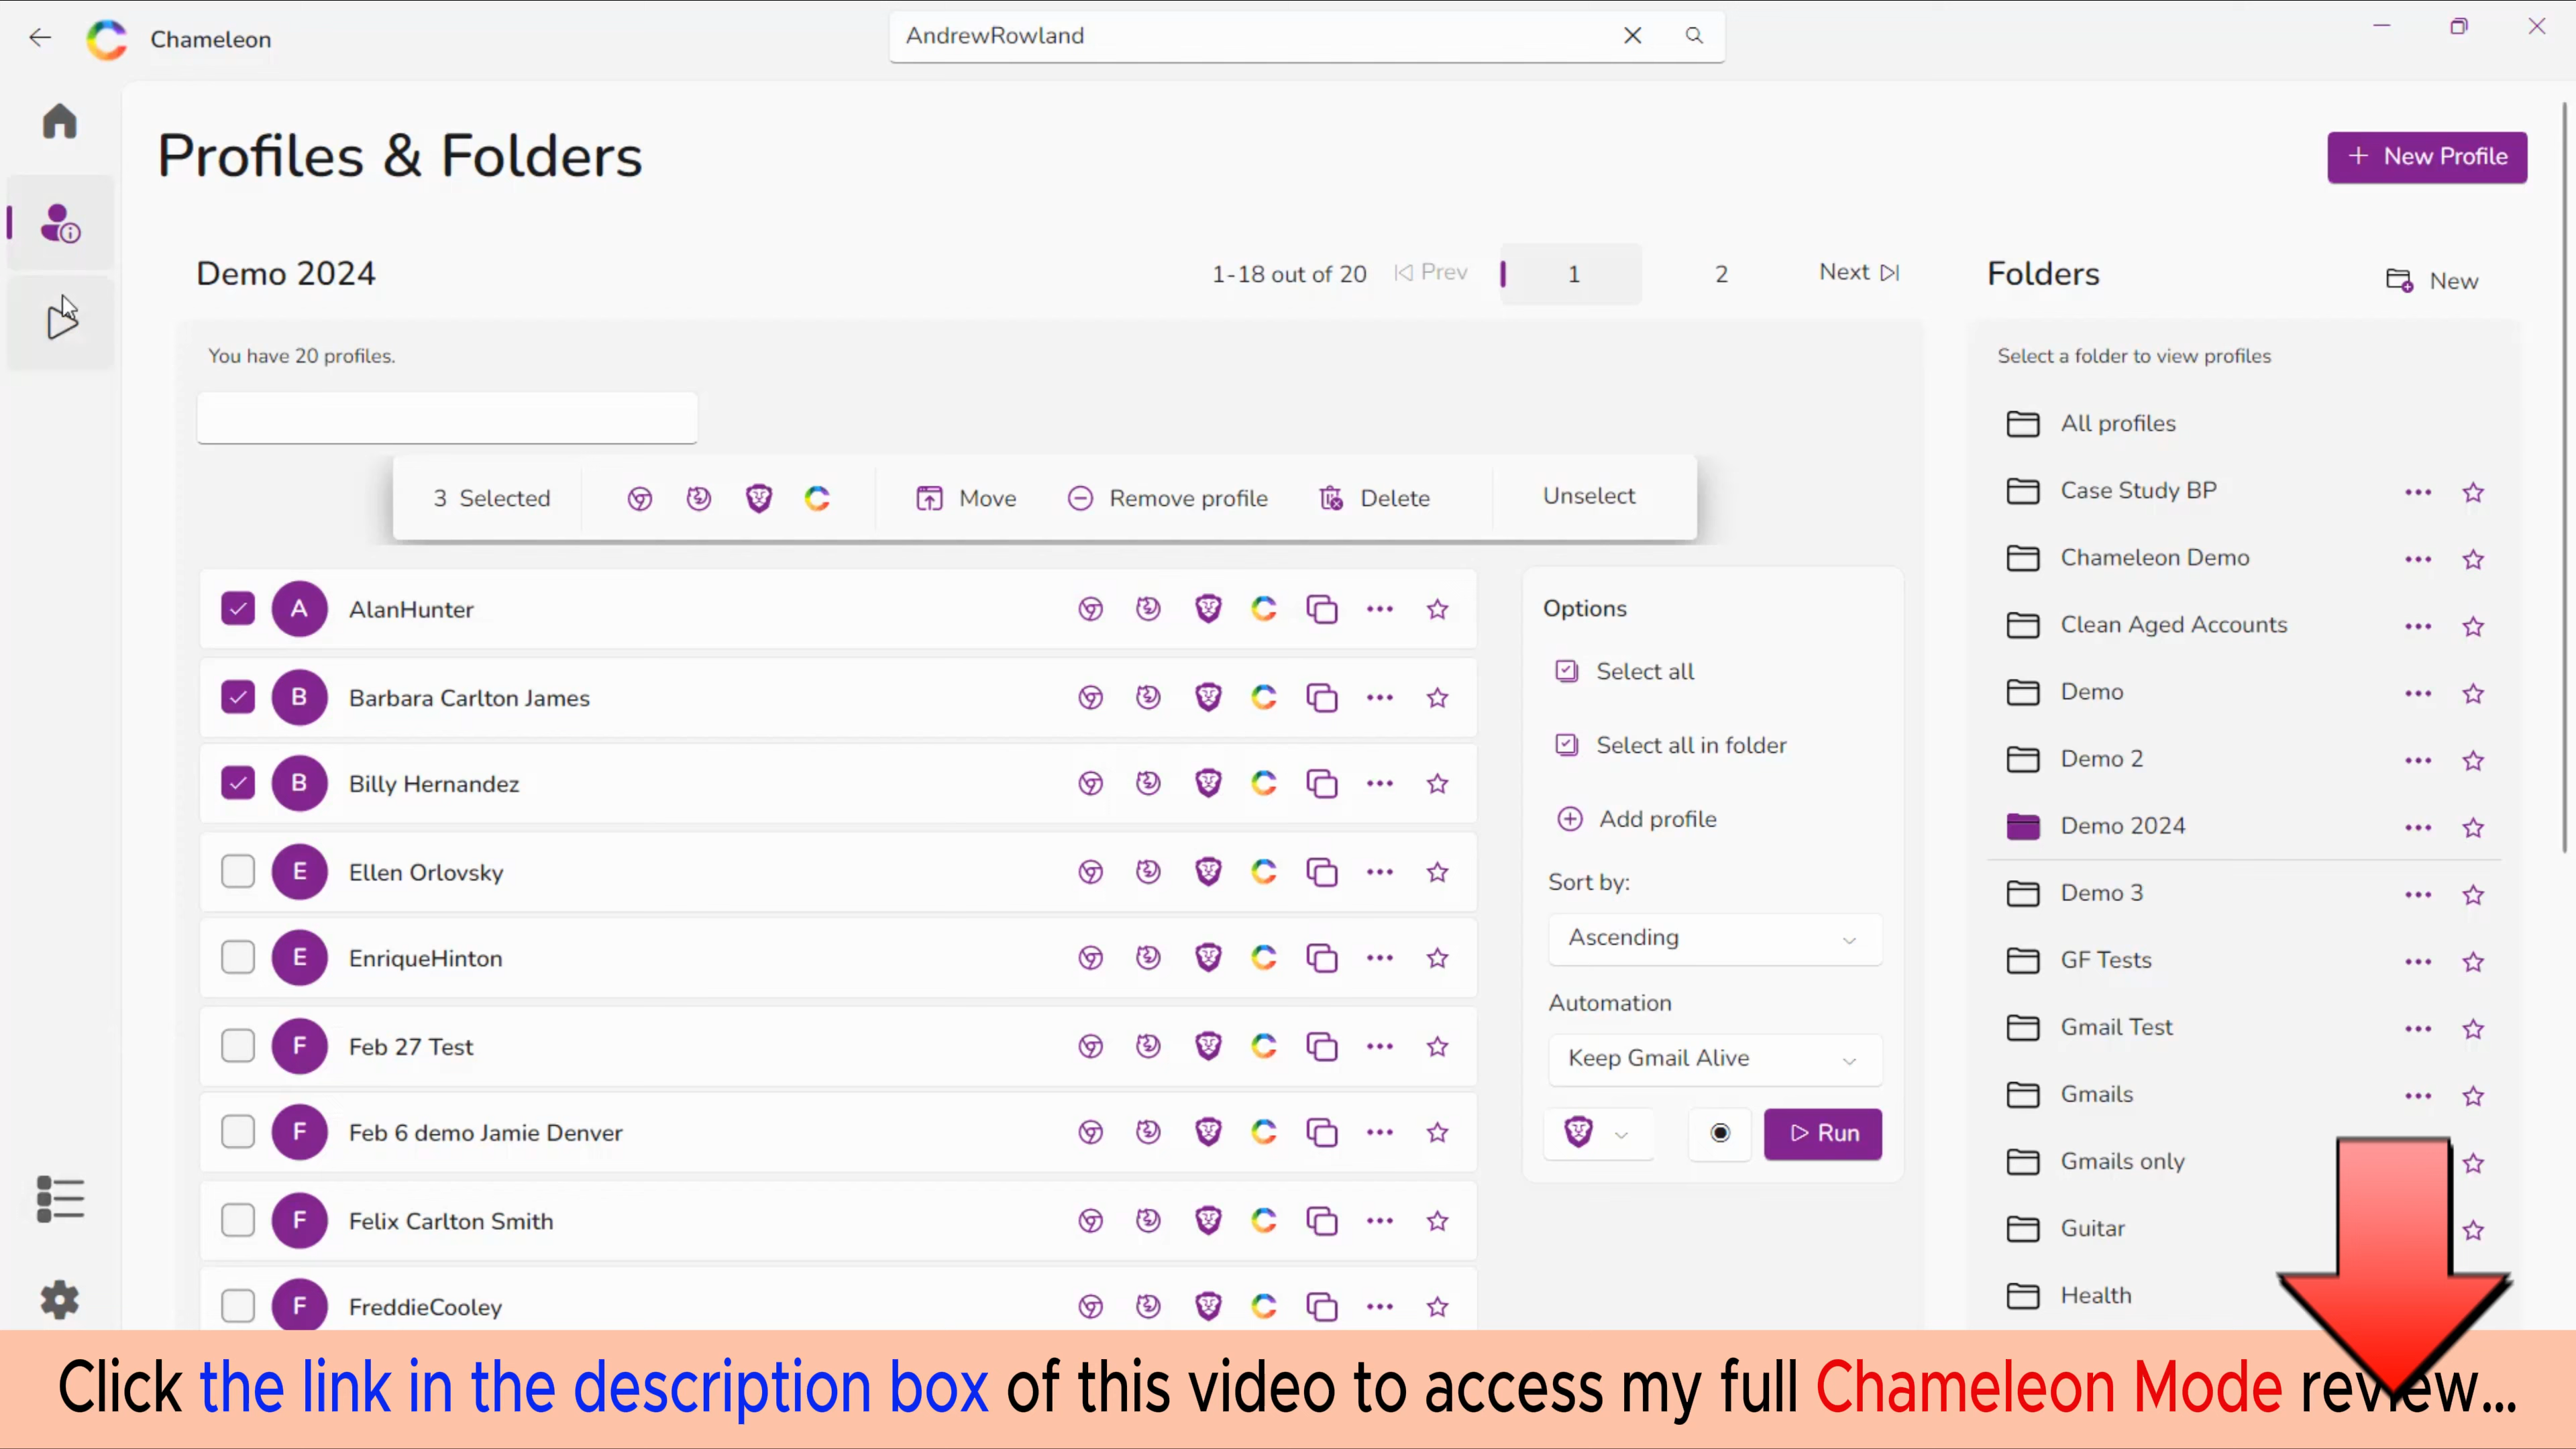 Chameleon
AndrewRowland
Profiles & Folders
+ New Profile
Demo 2024
1-18 out of 20
Prev
1
2
Next
Folders
New
You have 20 profiles.
Select a folder to view profiles
3 Selected
Move
Remove profile
Delete
Unselect
A AlanHunter
B Barbara Carlton James
B Billy Hernandez
E Ellen Orlovsky
E EnriqueHinton
F Feb 27 Test
F Feb 6 demo Jamie Denver
F Felix Carlton Smith
F FreddieCooley
Options
Select all
Select all in folder
Add profile
Sort by:
Ascending
Automation
Keep Gmail Alive
Run
All profiles
Case Study BP
Chameleon Demo
Clean Aged Accounts
Demo
Demo 2
Demo 2024
Demo 3
GF Tests
Gmail Test
Gmails
Gmails only
Guitar
Health
Click the link in the description box of this video to access my full Chameleon Mode review...